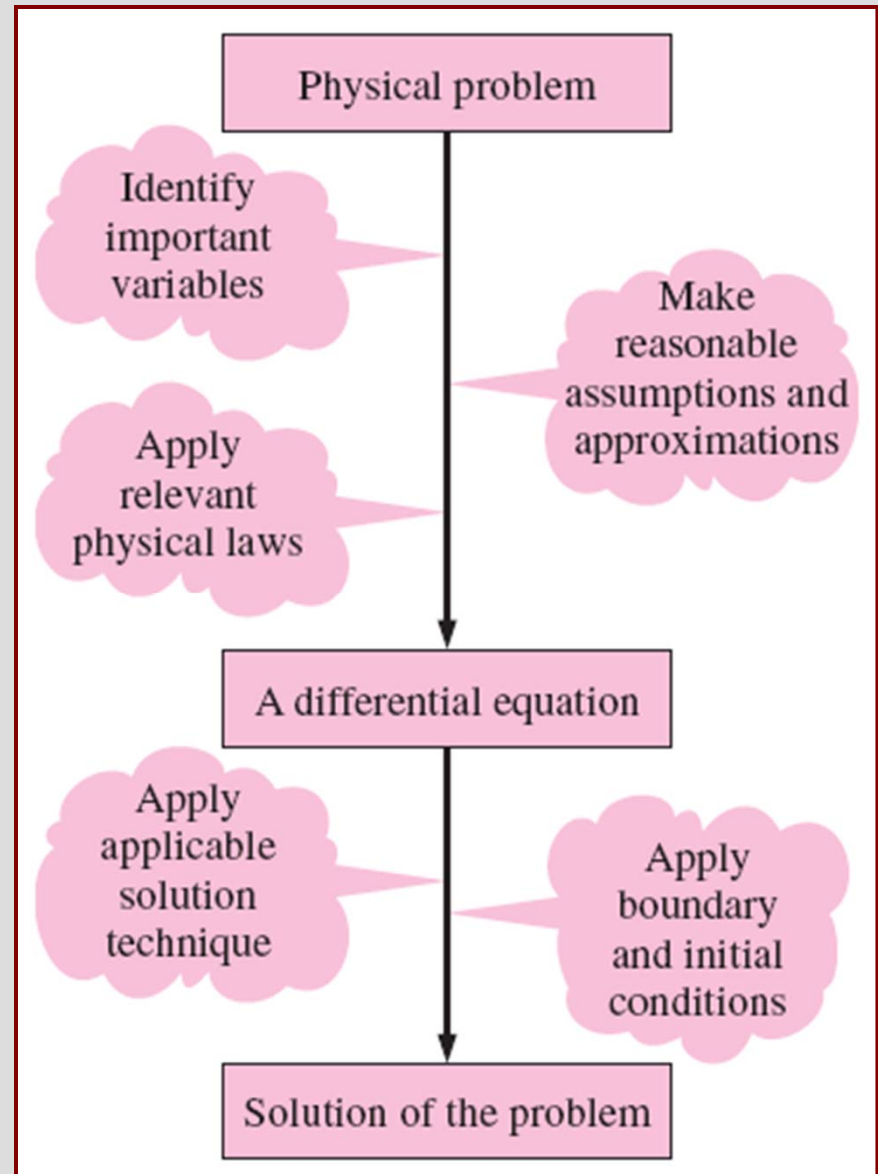 Physical problem
Identify
important
variables
Make
reasonable
assumptions and
approximations
Apply
relevant
physical laws
A differential equation
Apply
applicable
solution
technique
Apply
boundary
and initial
conditions
Solution of the problem